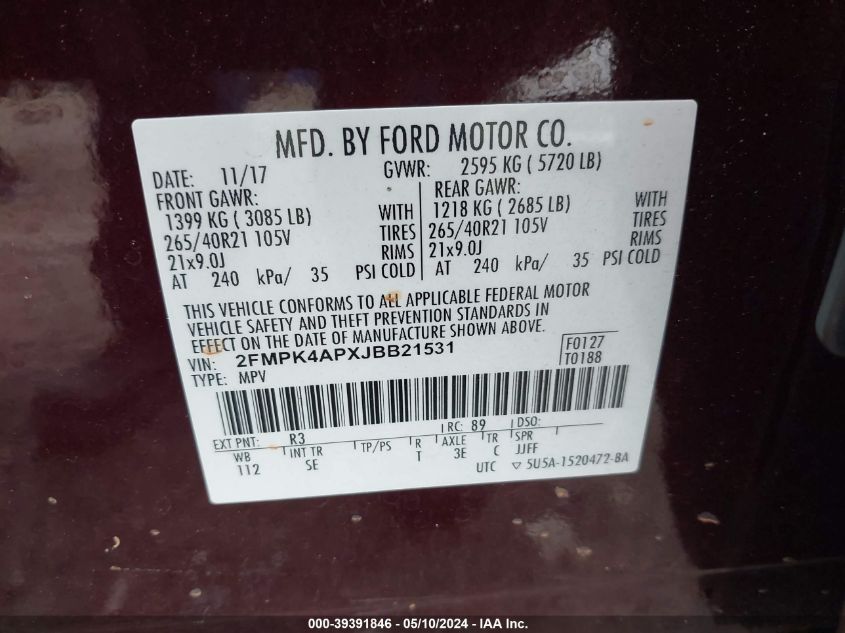 MFD. BY FORD MOTOR CO.
DATE: 11/17 GVWR: 2595 KG ( 5720 LB)
FRONT GAWR: REAR GAWR:
1399 KG ( 3085 LB) WITH 1218 KG ( 2685 LB) WITH
265/40R21 105V TIRES 265/40R21 105V TIRES
21x9.0J RIMS 21x9.0J RIMS
AT 240 kPa/ 35 PSI COLD AT 240 kPa/ 35 PSI COLD
THIS VEHICLE CONFORMS TO ALL APPLICABLE FEDERAL MOTOR
VEHICLE SAFETY AND THEFT PREVENTION STANDARDS IN
EFFECT ON THE DATE OF MANUFACTURE SHOWN ABOVE.
VIN: 2FMPK4APXJBB21531 F0127
TYPE: MPV T0188
EXT PNT: R3 RC: 89 DSO:
WB INT TR TP/PS R AXLE TR SPR
112 SE T 3E C JJFF
UTC ▽ 5U5A-1520472-BA
000-39391846 - 05/10/2024 - IAA Inc.